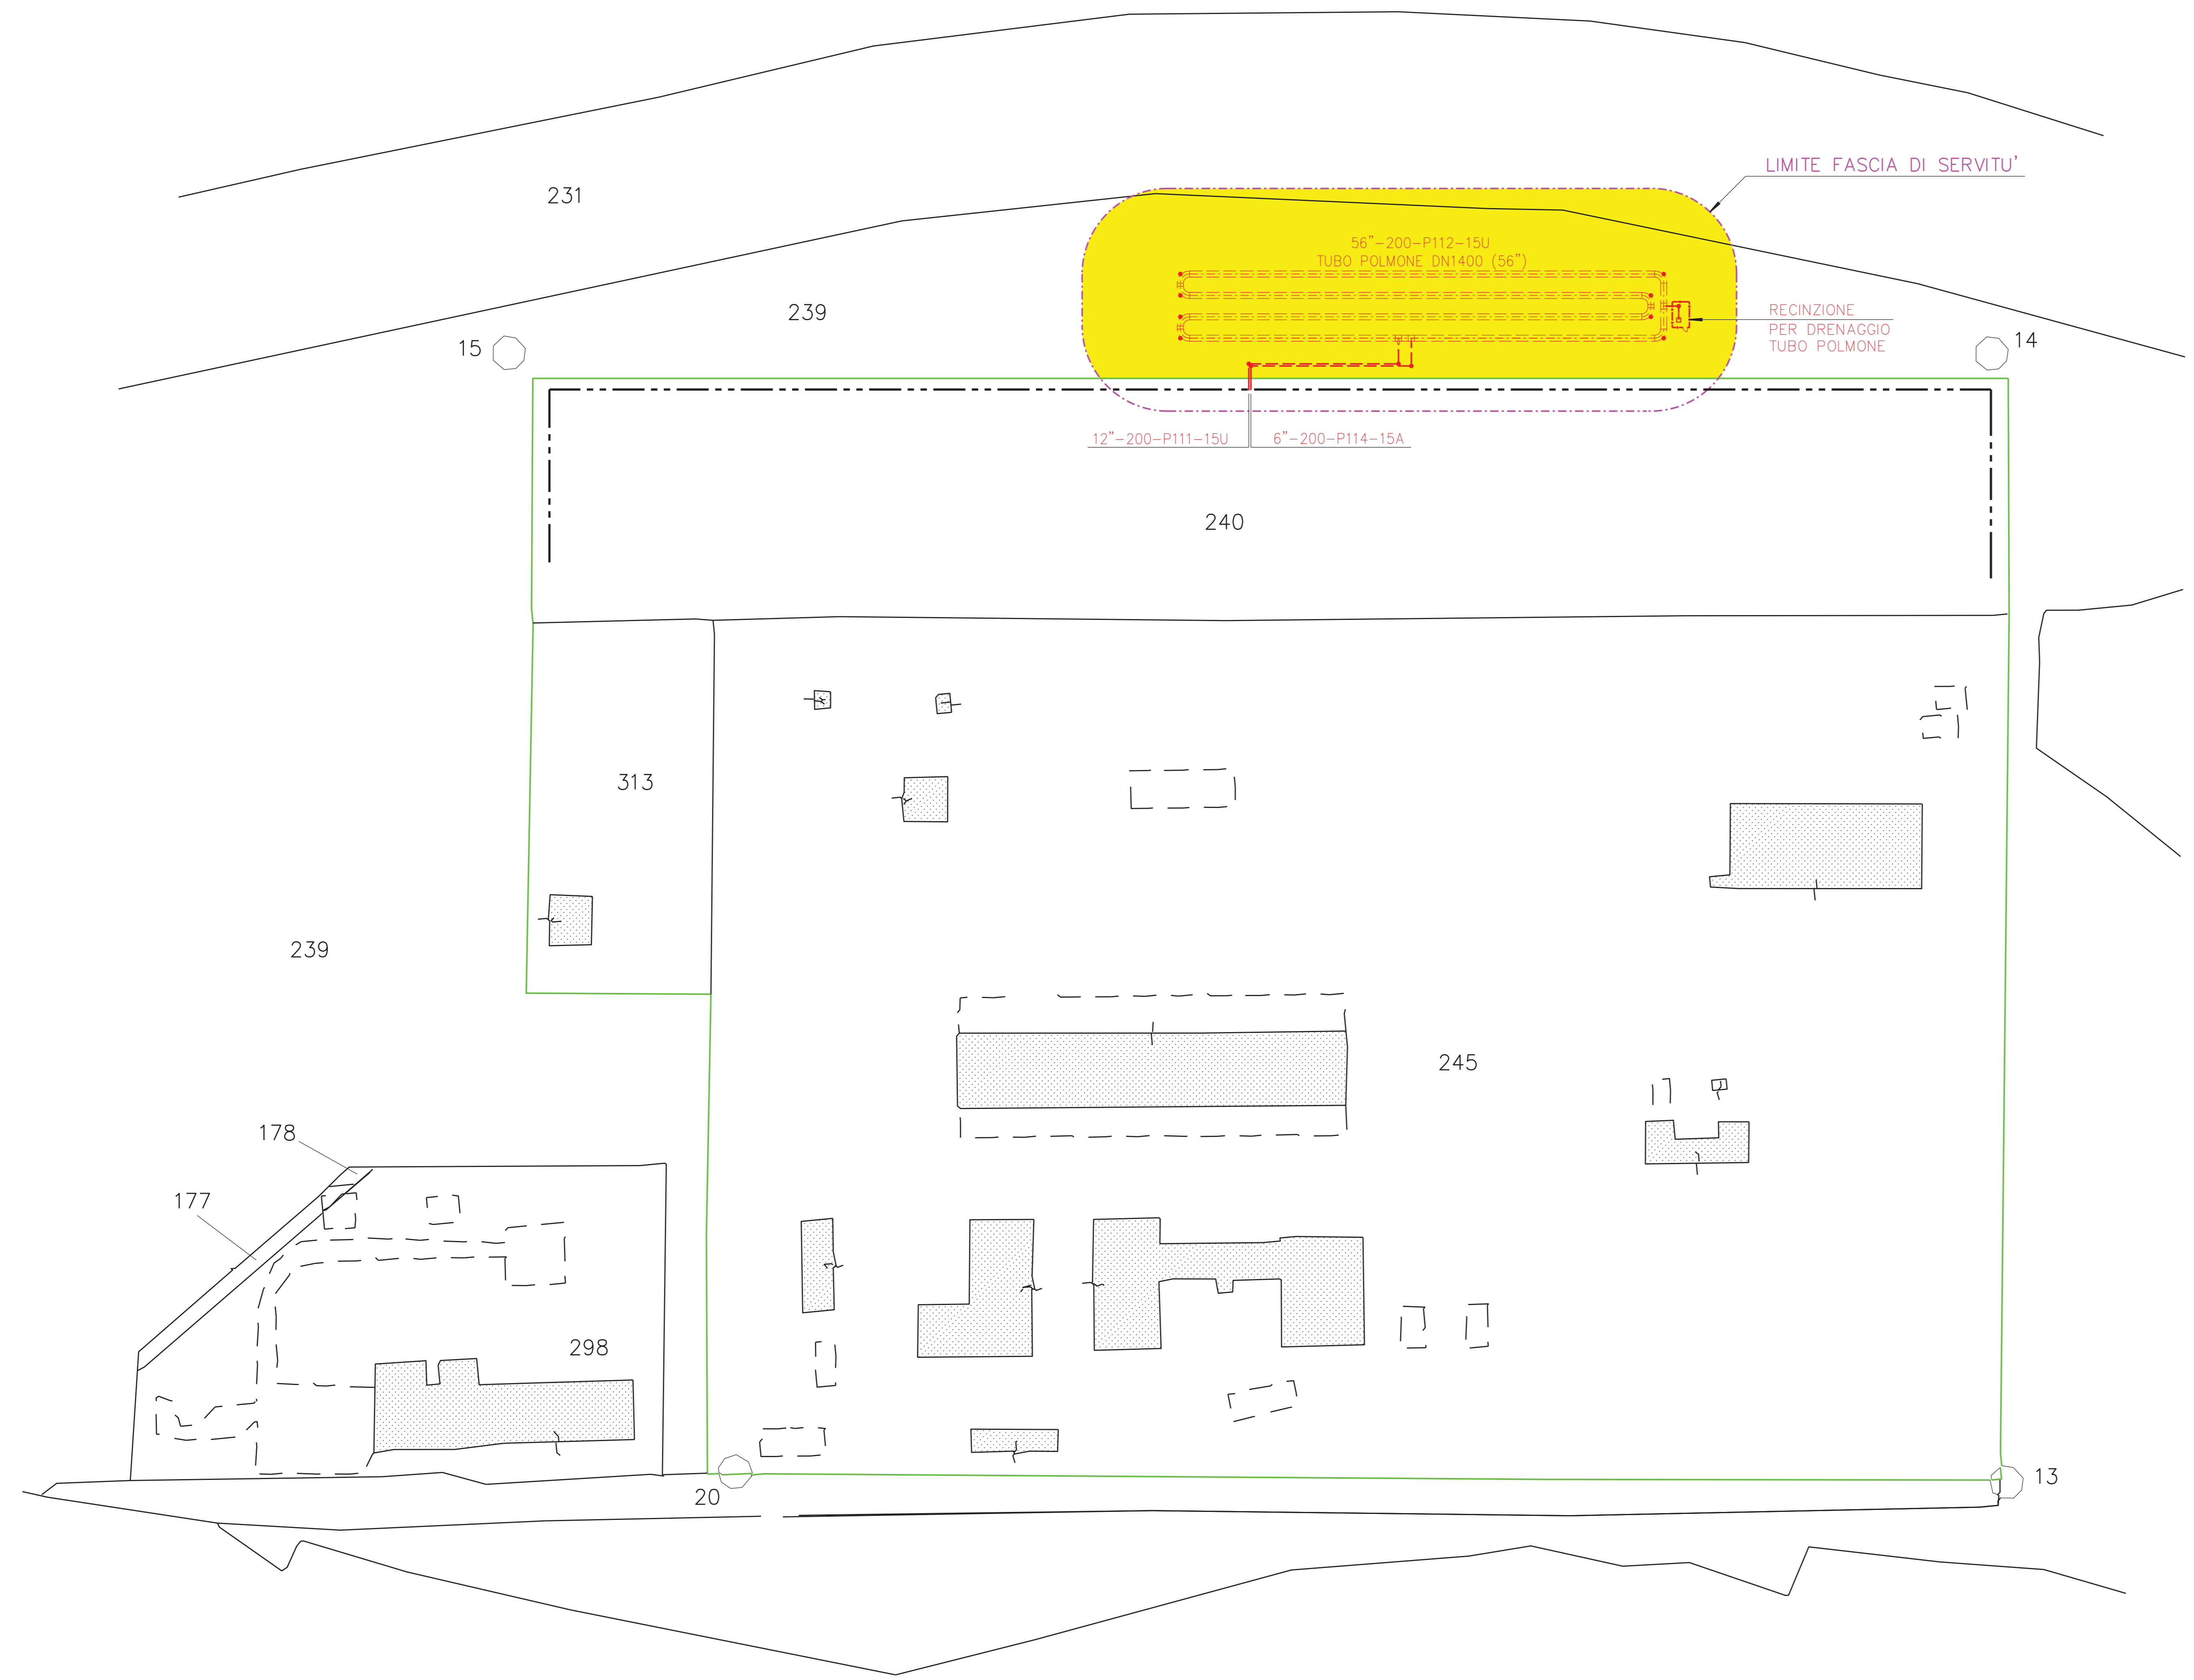 LIMITE FASCIA DI SERVITU'
231
56"-200-P112-15U
TUBO POLMONE DN1400 (56")
239
RECINZIONE
PER DRENAGGIO
TUBO POLMONE
15
14
12"-200-P111-15U
6"-200-P114-15A
240
313
239
245
178
177
298
20
13